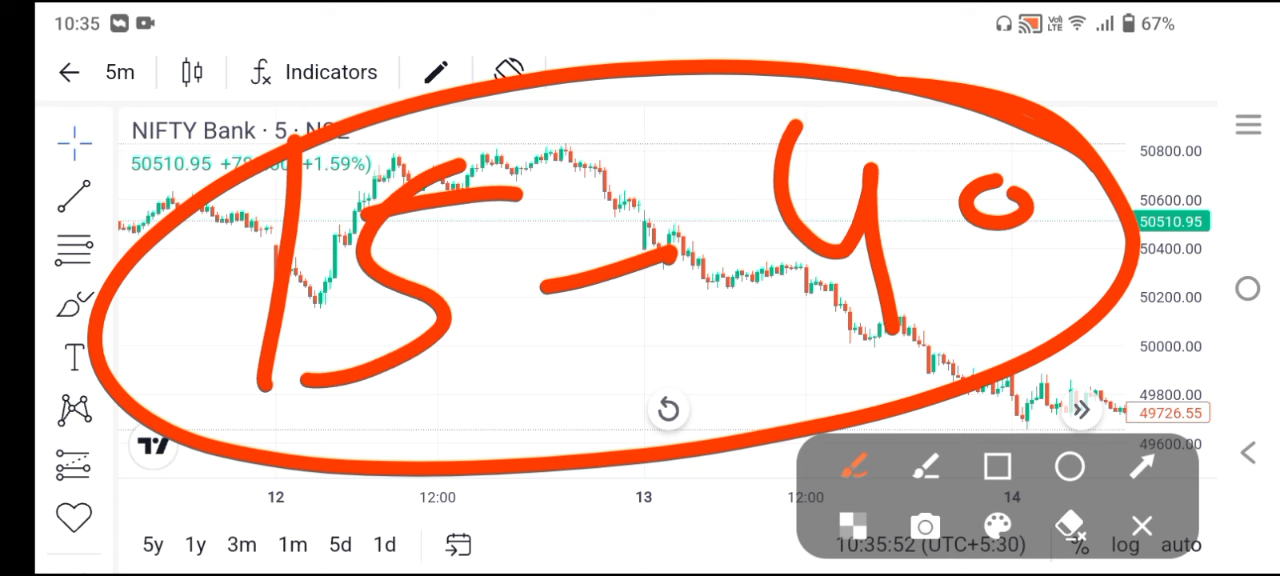 10:35 Vo) LTE 67%
5m Indicators
NIFTY Bank · 5 · NSE
50510.95 +1.59%)
15 - 40
50800.00
50600.00
50510.95
50400.00
50200.00
50000.00
49800.00
49726.55
49600.00
12 12:00 13 12:00 14
5y 1y 3m 1m 5d 1d 10:35:52 (UTC+5:30) % log auto